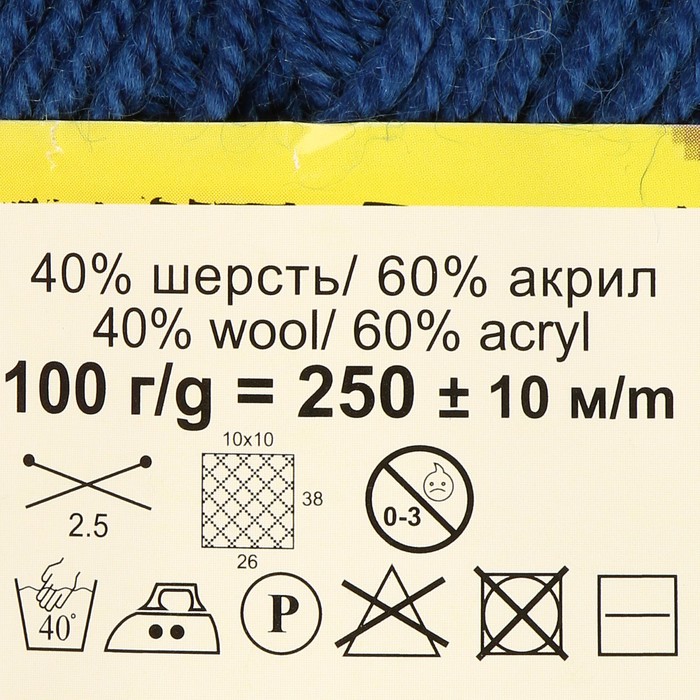 40% шерсть/ 60% акрил
40% wool/ 60% acryl
100 г/g = 250 ± 10 м/m
10x10
38
0-3
2.5
26
40°
P